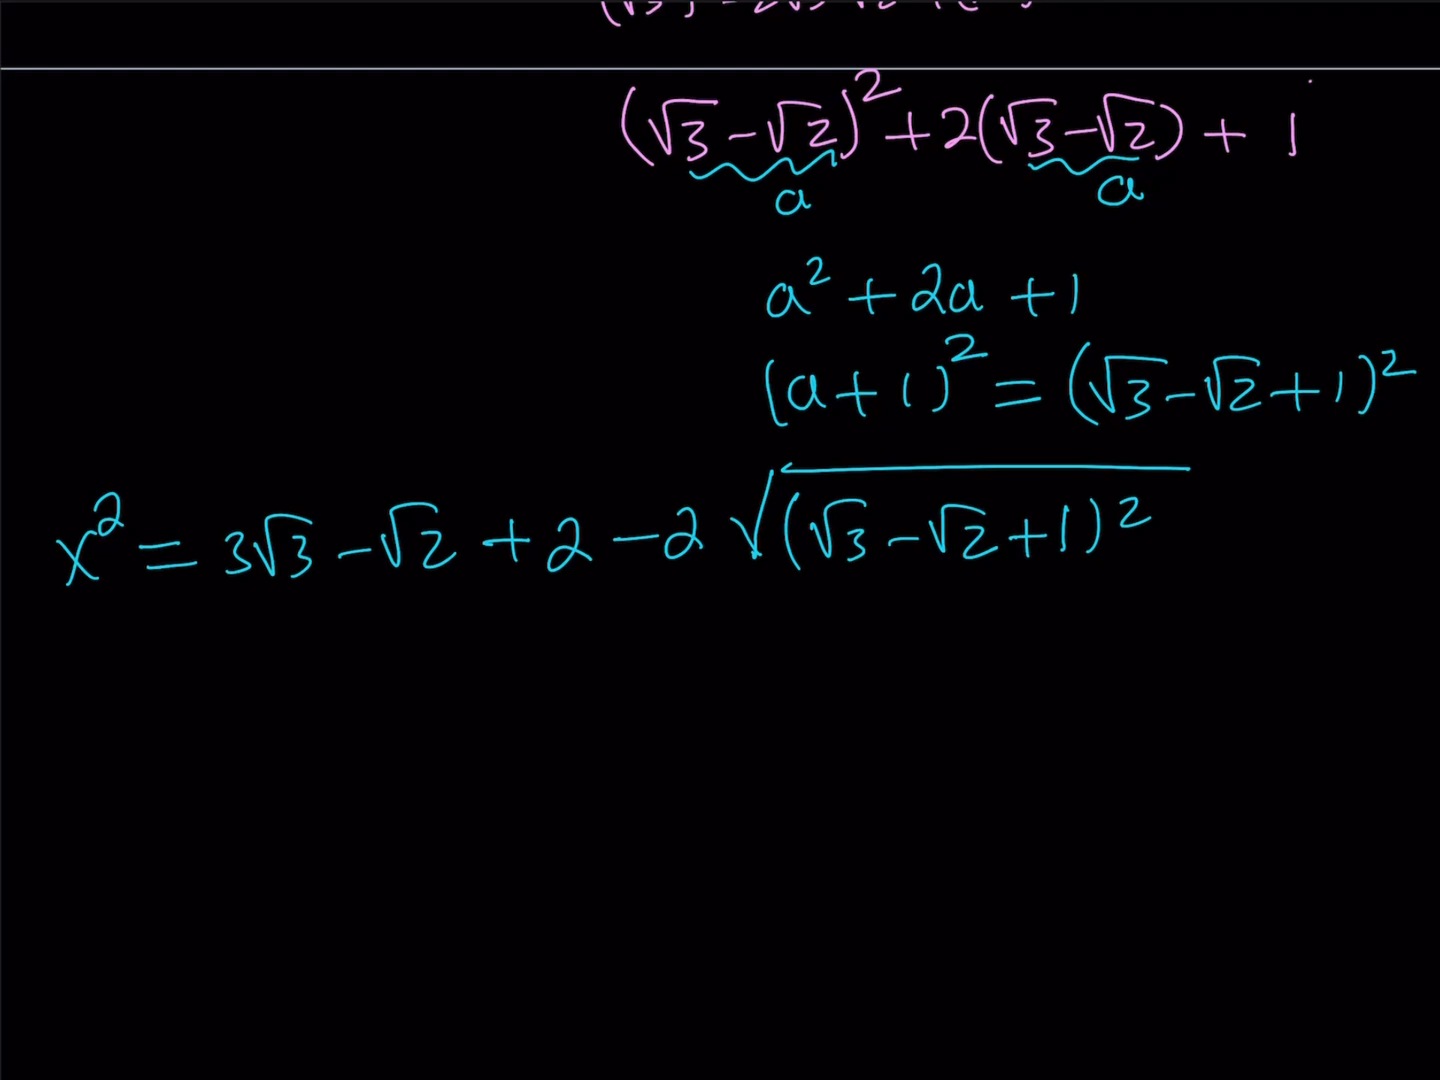 (√3-√2)²+2(√3-√2)+1
a a
a²+2a+1
(a+1)²=(√3-√2+1)²
x²=3√3-√2+2-2√(√3-√2+1)²